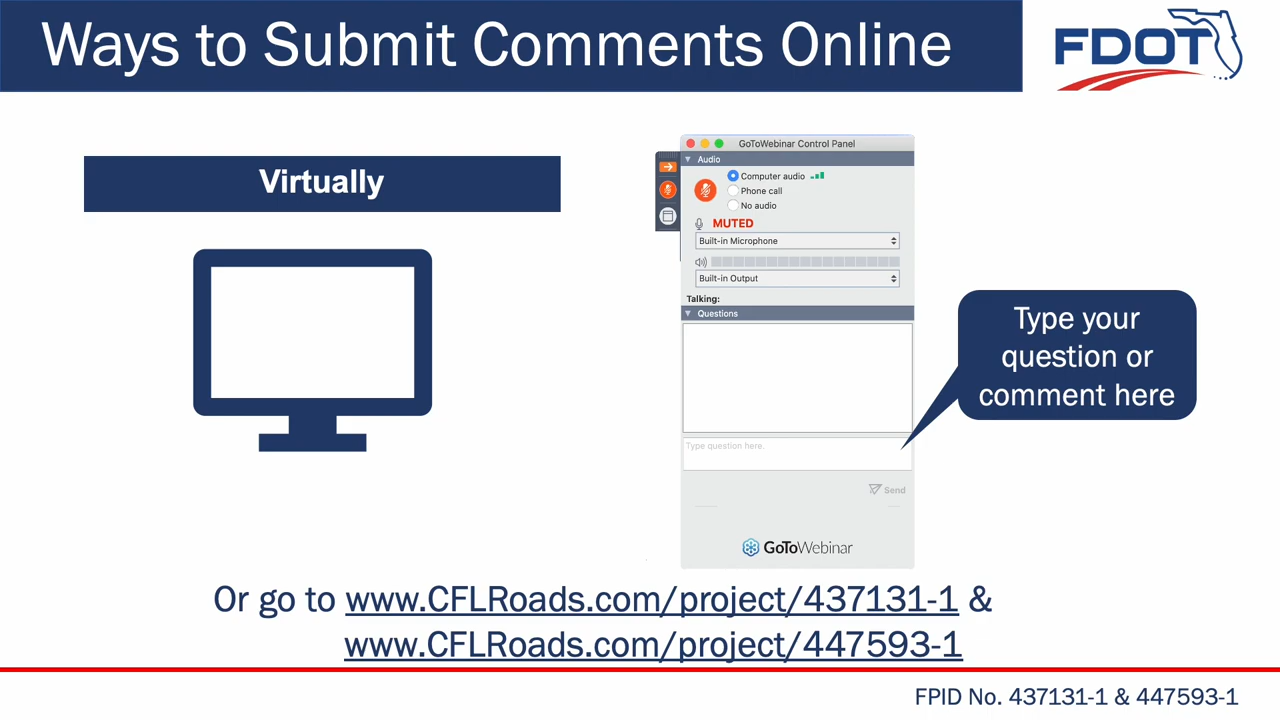 Ways to Submit Comments Online
FDOT
Virtually
GoToWebinar Control Panel
Audio
Computer audio
Phone call
No audio
MUTED
Built-in Microphone
Built-in Output
Talking:
Questions
Type your
question or
comment here
Type question here.
Send
GoToWebinar
Or go to www.CFLRoads.com/project/437131-1 &
www.CFLRoads.com/project/447593-1
FPID No. 437131-1 & 447593-1